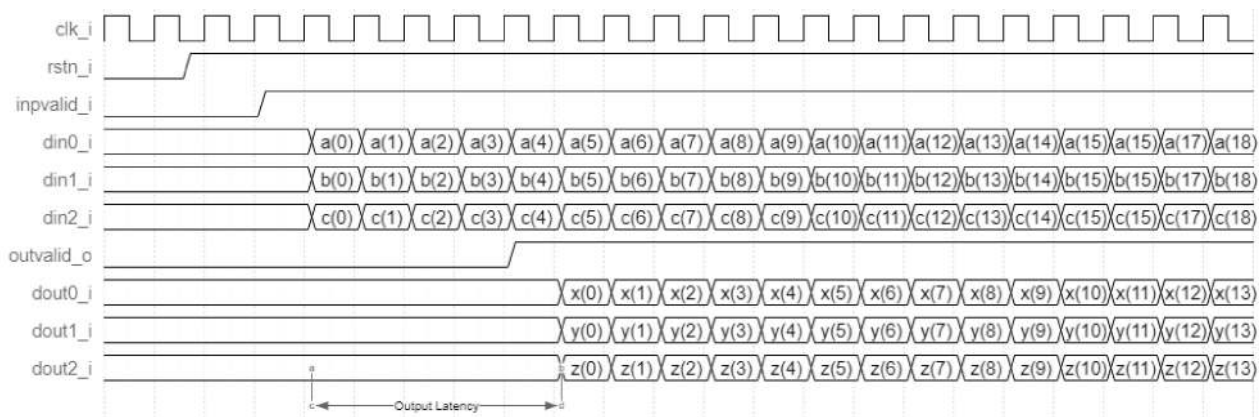 clk_i
rstn_i
inpvalid_i
din0_i a(0) a(1) a(2) a(3) a(4) a(5) a(6) a(7) a(8) a(9) a(10) a(11) a(12) a(13) a(14) a(15) a(15) a(17) a(18)
din1_i b(0) b(1) b(2) b(3) b(4) b(5) b(6) b(7) b(8) b(9) b(10) b(11) b(12) b(13) b(14) b(15) b(15) b(17) b(18)
din2_i c(0) c(1) c(2) c(3) c(4) c(5) c(6) c(7) c(8) c(9) c(10) c(11) c(12) c(13) c(14) c(15) c(15) c(17) c(18)
outvalid_o
dout0_i x(0) x(1) x(2) x(3) x(4) x(5) x(6) x(7) x(8) x(9) x(10) x(11) x(12) x(13)
dout1_i y(0) y(1) y(2) y(3) y(4) y(5) y(6) y(7) y(8) y(9) y(10) y(11) y(12) y(13)
dout2_i z(0) z(1) z(2) z(3) z(4) z(5) z(6) z(7) z(8) z(9) z(10) z(11) z(12) z(13)
Output Latency